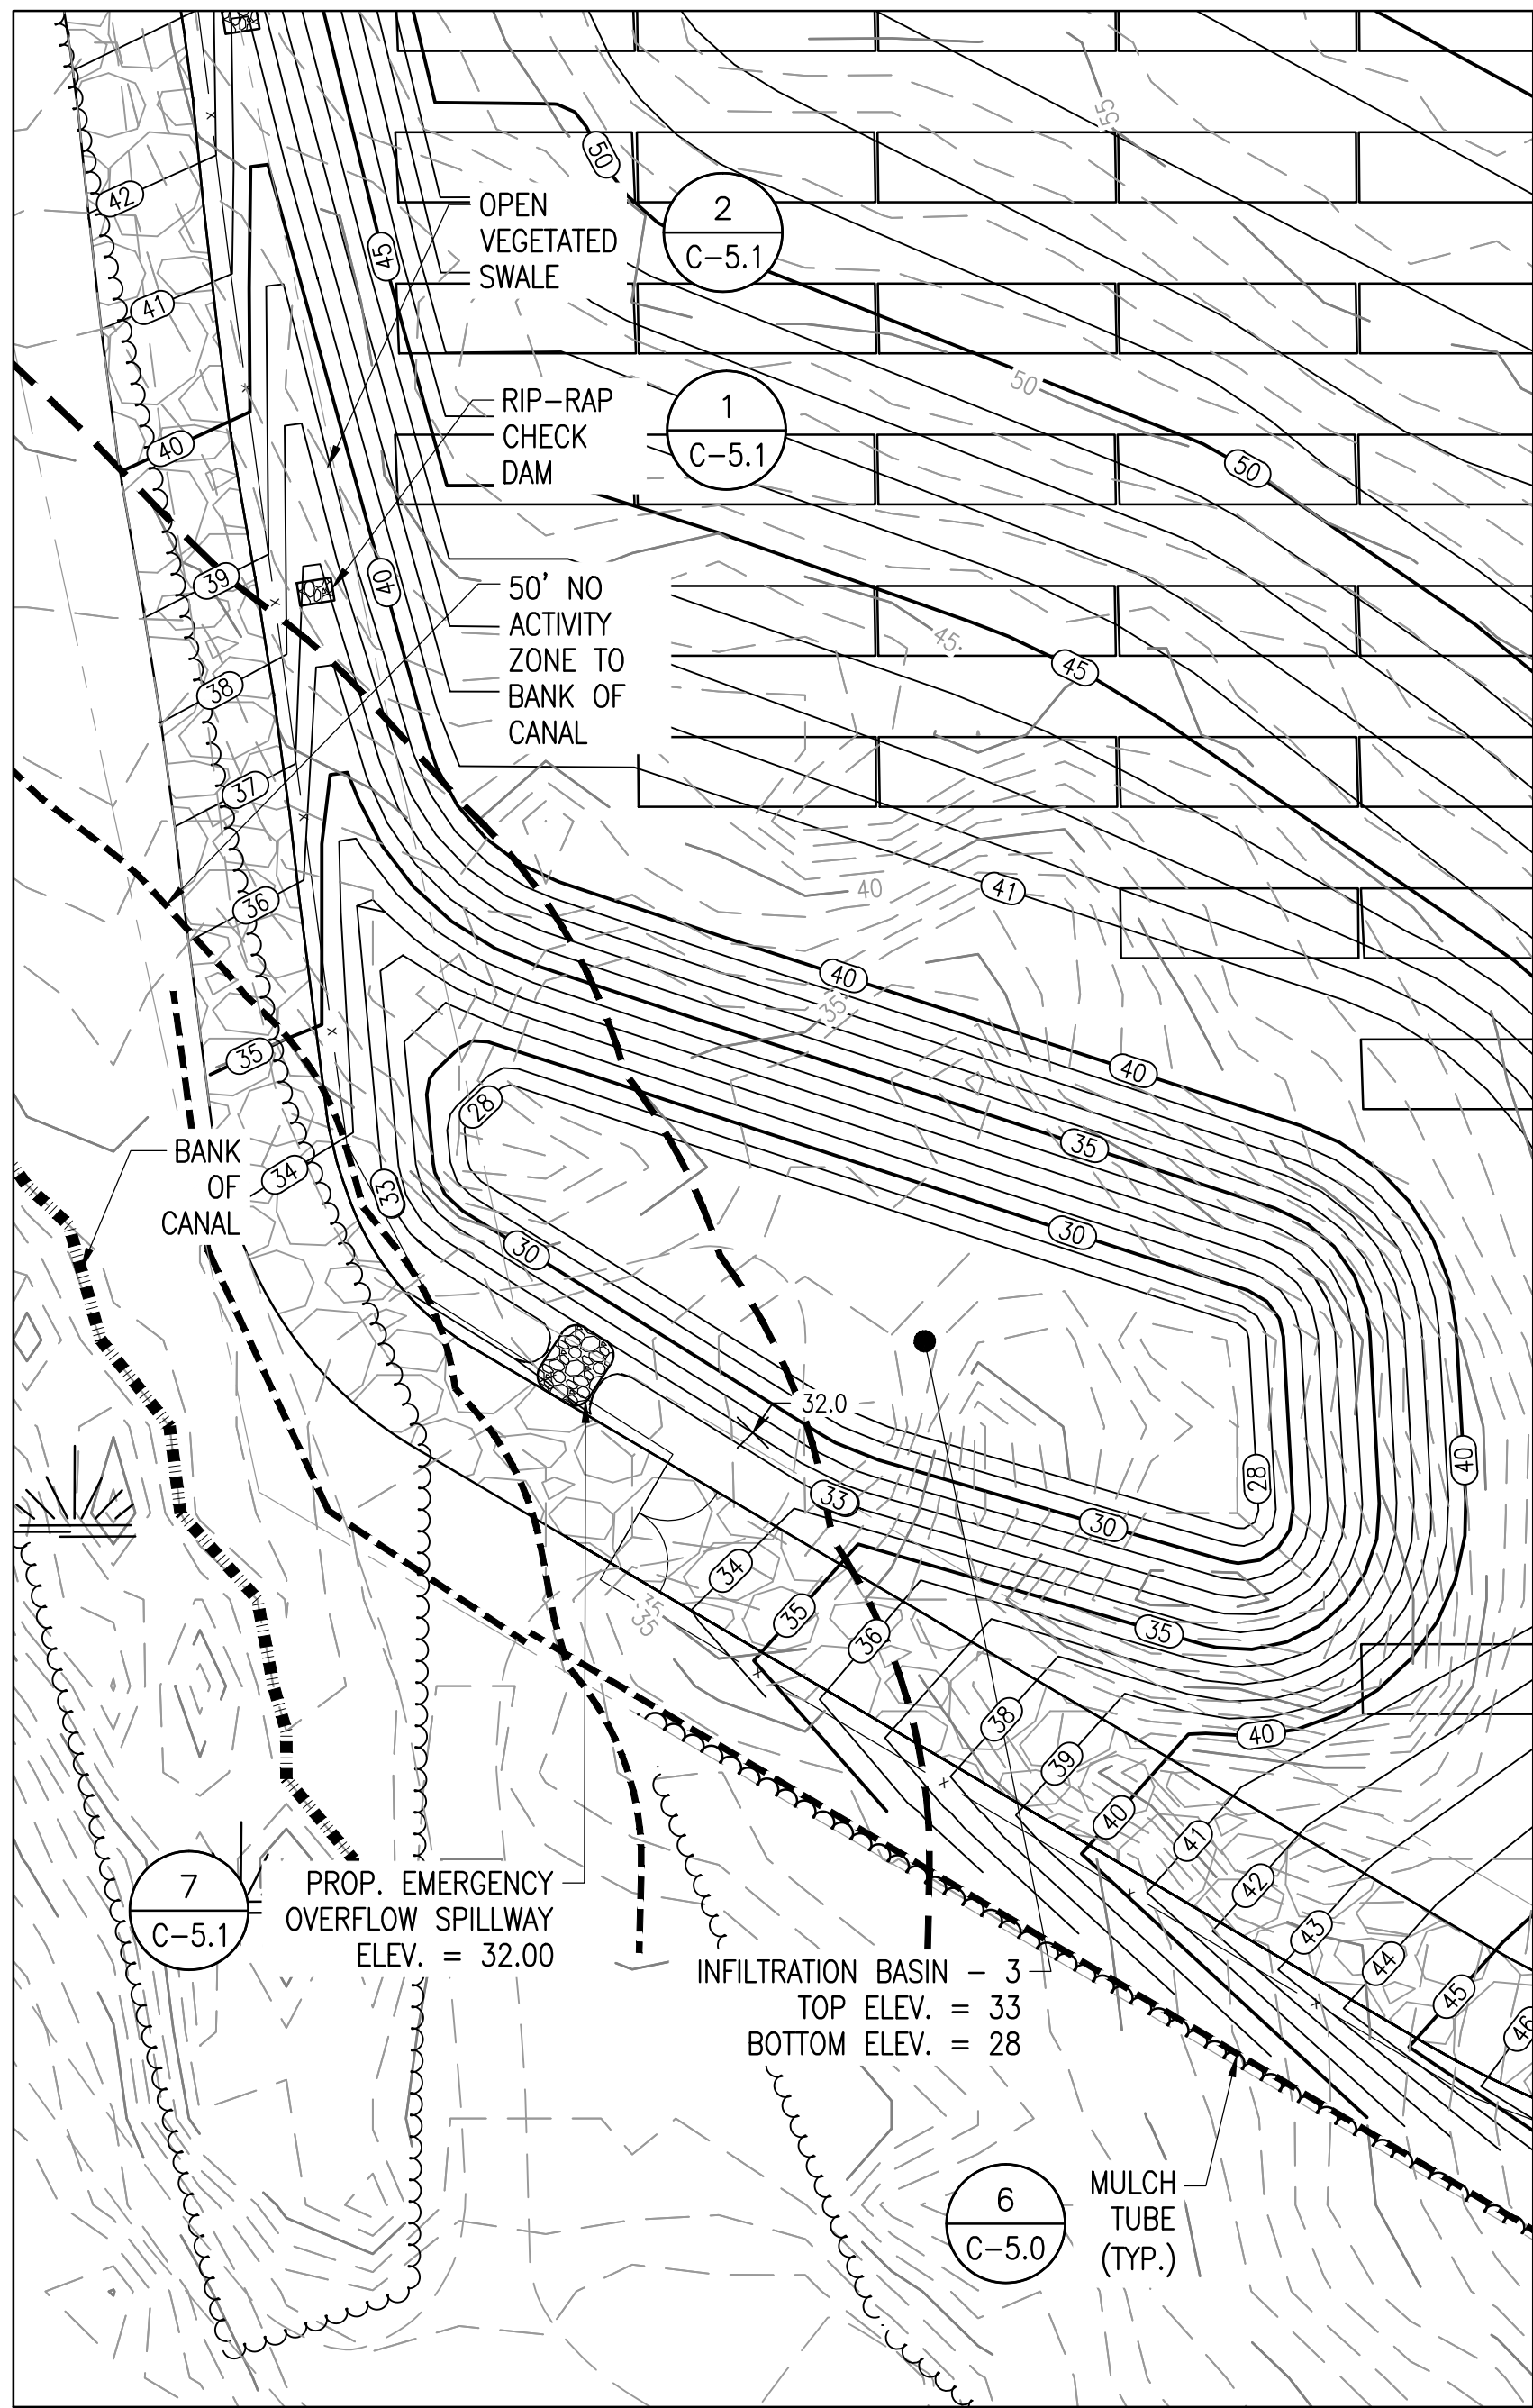 55
50
42
OPEN
VEGETATED
SWALE
2
C-5.1
45
41
50
50
RIP-RAP
CHECK
DAM
1
C-5.1
40
39
40
50' NO
ACTIVITY
ZONE TO
BANK OF
CANAL
45
45
38
37
36
40
41
40
35
35
40
28
35
BANK
OF
CANAL
34
33
30
30
32.0
33
28
40
30
34
35
35
36
35
35
38
39
40
40
41
42
43
44
45
46
7
C-5.1
PROP. EMERGENCY
OVERFLOW SPILLWAY
ELEV. = 32.00
INFILTRATION BASIN - 3
TOP ELEV. = 33
BOTTOM ELEV. = 28
6
C-5.0
MULCH
TUBE
(TYP.)